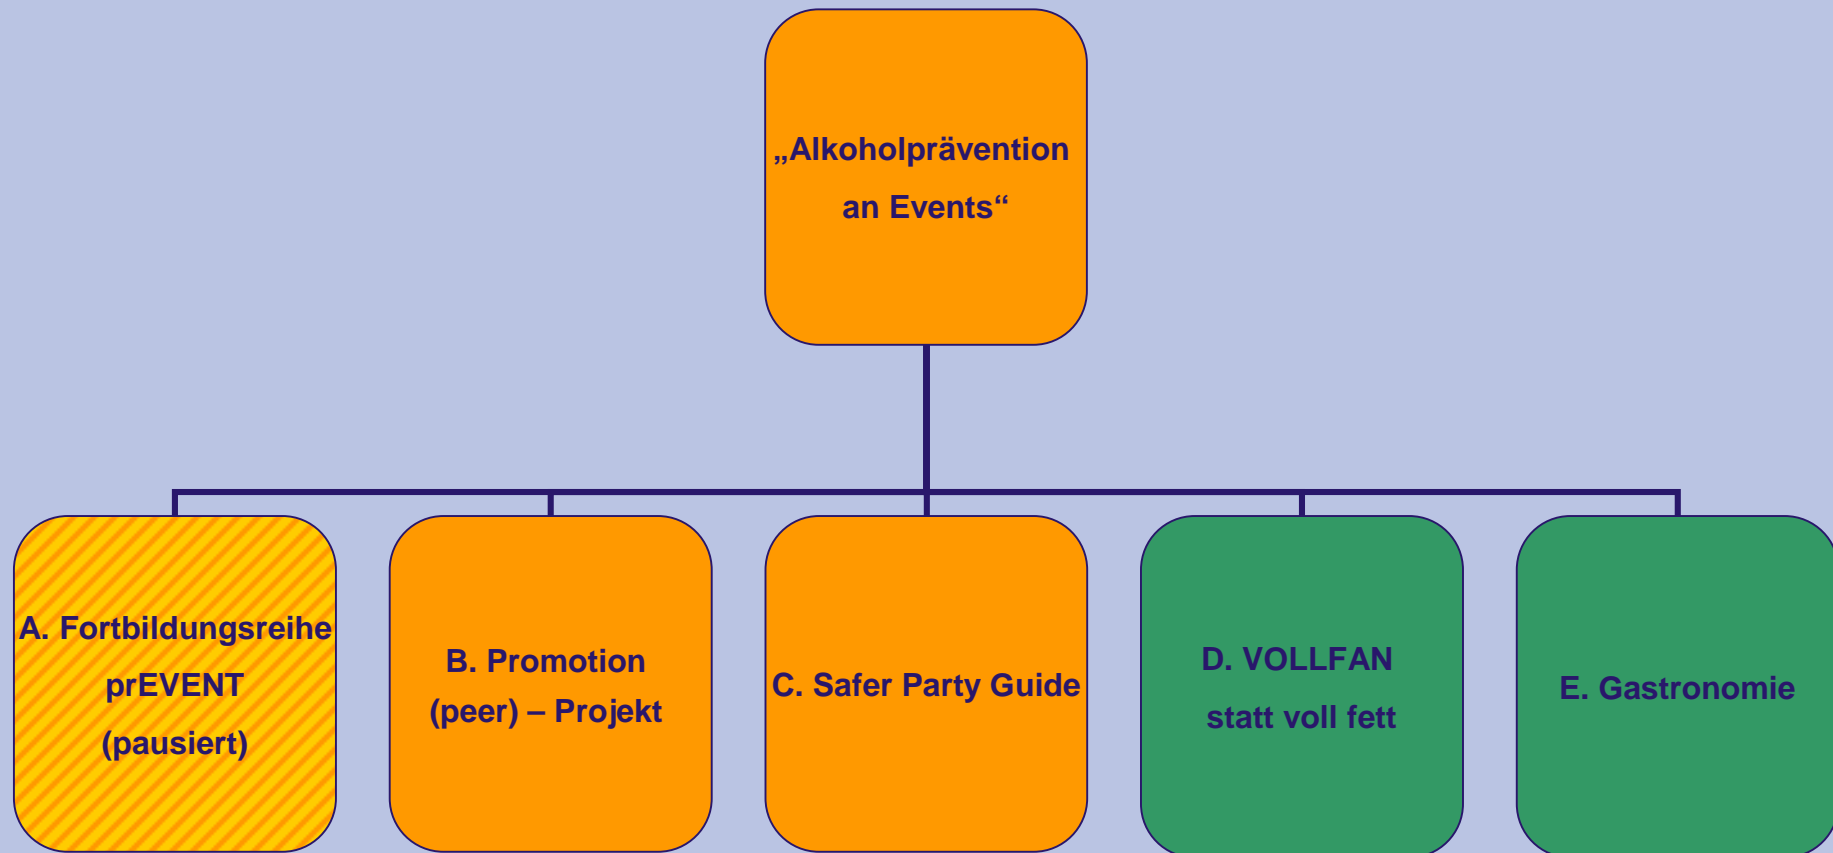 „Alkoholprävention
an Events“
A. Fortbildungsreihe
prEVENT
(pausiert)
B. Promotion
(peer) – Projekt
C. Safer Party Guide
D. VOLLFAN
statt voll fett
E. Gastronomie